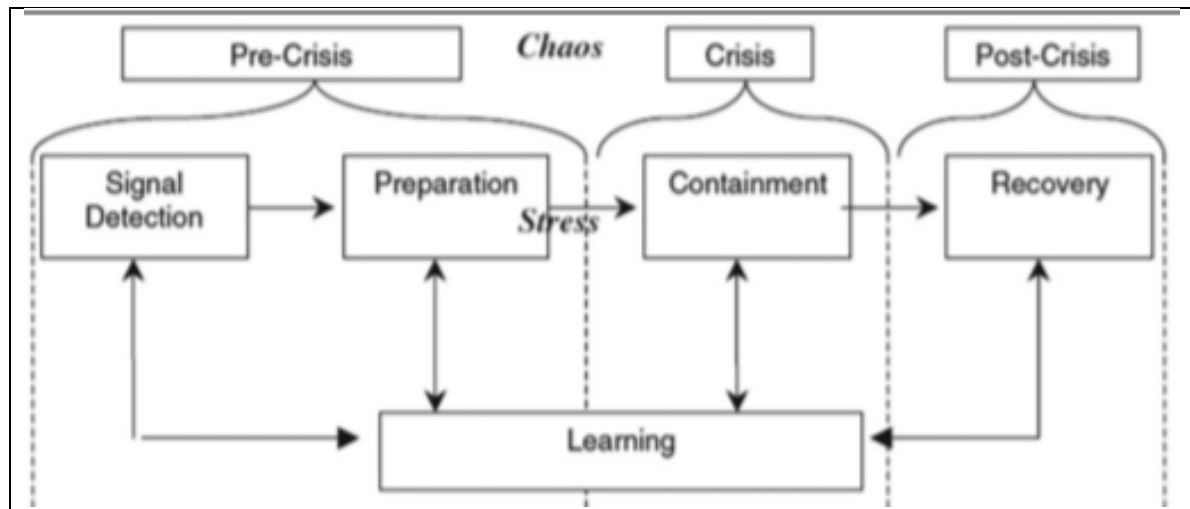 Pre-Crisis
Chaos
Crisis
Post-Crisis
Signal
Detection
Preparation
Stress
Containment
Recovery
Learning